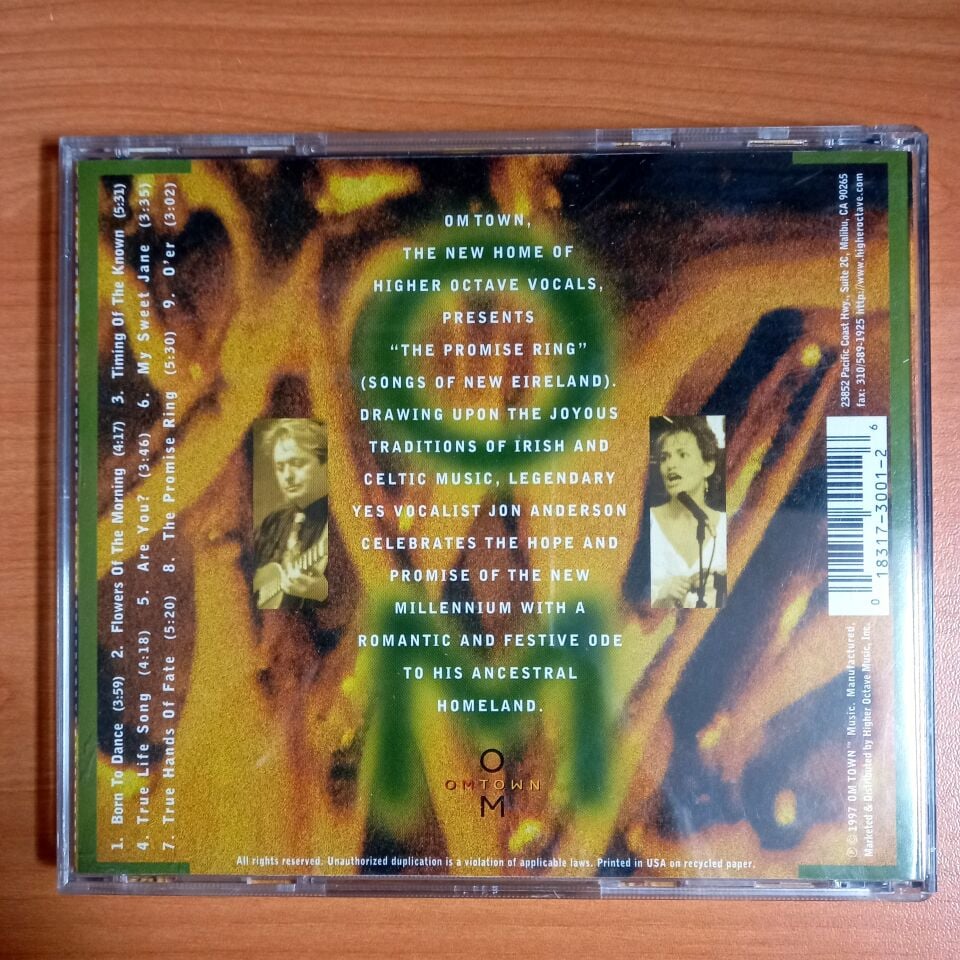 1. Born To Dance (3:59) 2. Flowers Of The Morning (4:17) 3. Timing Of The Known (5:31)
4. True Life Song (4:18) 5. Are You? (3:46) 6. My Sweet Jane (3:35)
7. True Hands Of Fate (5:20) 8. The Promise Ring (5:30) 9. O'er (3:02)
OM TOWN,
THE NEW HOME OF
HIGHER OCTAVE VOCALS,
PRESENTS
“THE PROMISE RING”
(SONGS OF NEW EIRELAND).
DRAWING UPON THE JOYOUS
TRADITIONS OF IRISH AND
CELTIC MUSIC, LEGENDARY
YES VOCALIST JON ANDERSON
CELEBRATES THE HOPE AND
PROMISE OF THE NEW
MILLENNIUM WITH A
ROMANTIC AND FESTIVE ODE
TO HIS ANCESTRAL
HOMELAND.
O
OMTOWN
M
All rights reserved. Unauthorized duplication is a violation of applicable laws. Printed in USA on recycled paper.
℗ © 1997 OM TOWN™ Music. Manufactured,
Marketed & Distributed by Higher Octave Music, Inc.
0 18317-3001-2 6
23852 Pacific Coast Hwy., Suite 2C, Malibu, CA 90265
fax: 310/589-1925 http://www.higheroctave.com